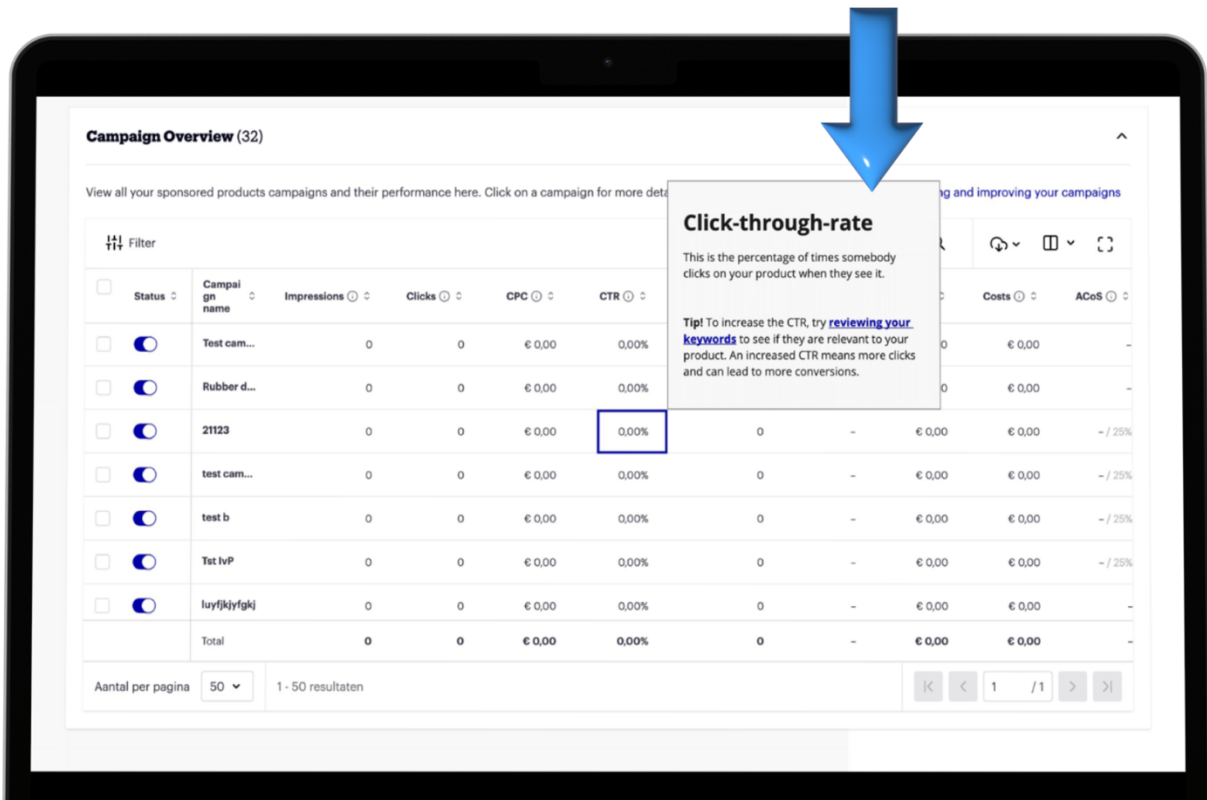 Campaign Overview (32)
View all your sponsored products campaigns and their performance here. Click on a campaign for more
and improving your campaigns
Click-through-rate
This is the percentage of times somebody
clicks on your product when they see it.
Tip! To increase the CTR, try reviewing your
keywords to see if they are relevant to your
product. An increased CTR means more clicks
and can lead to more conversions.
Filter
Status Campai
gn
name Impressions Clicks CPC CTR Costs ACoS
Test cam... 0 0 € 0,00 0,00% 0 € 0,00 -
Rubber d... 0 0 € 0,00 0,00% 0 € 0,00 -
21123 0 0 € 0,00 0,00% 0 - € 0,00 € 0,00 - / 25%
test cam... 0 0 € 0,00 0,00% 0 - € 0,00 € 0,00 - / 25%
test b 0 0 € 0,00 0,00% 0 - € 0,00 € 0,00 - / 25%
Tst IvP 0 0 € 0,00 0,00% 0 - € 0,00 € 0,00 - / 25%
0 0 € 0,00 0,00% 0 - € 0,00 € 0,00 -
Total 0 0 € 0,00 0,00% 0 - € 0,00 € 0,00 -
Aantal per pagina 50 1 - 50 resultaten 1 /1